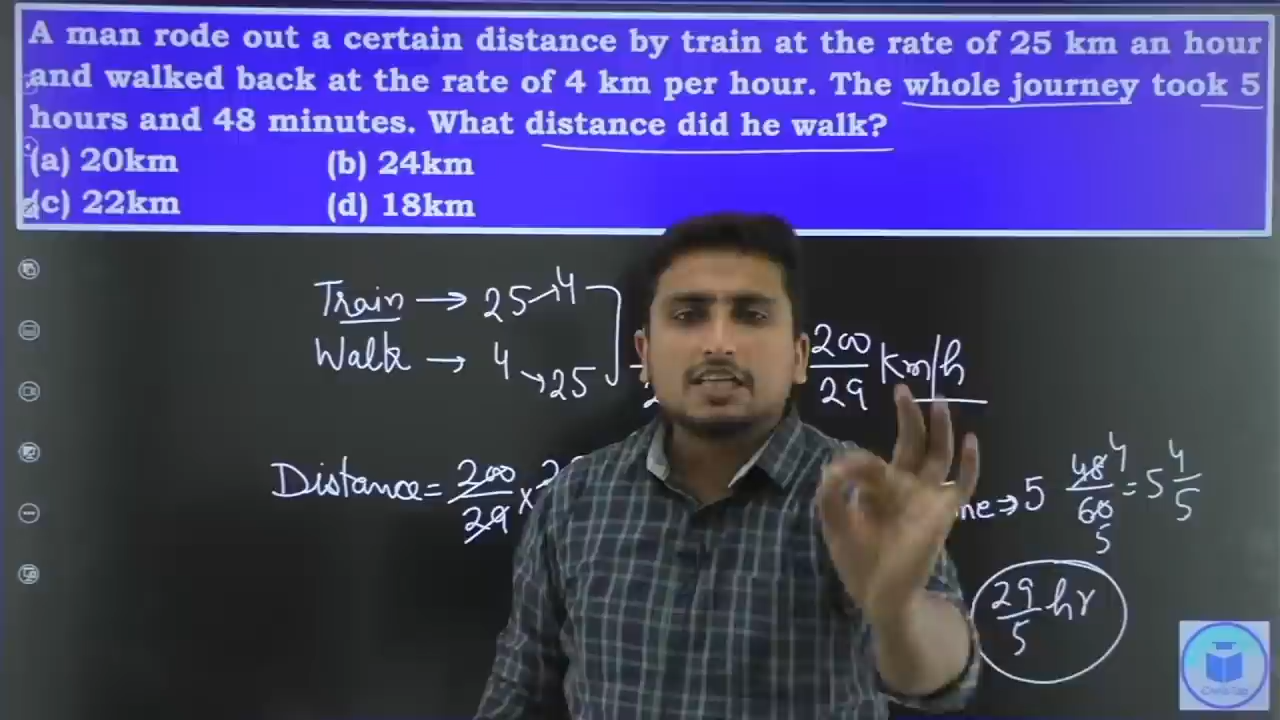 A man rode out a certain distance by train at the rate of 25 km an hour
and walked back at the rate of 4 km per hour. The whole journey took 5
hours and 48 minutes. What distance did he walk?
(a) 20km (b) 24km
(c) 22km (d) 18km
Train → 25 → 4
Walk → 4 → 25
200/29 km/h
Distance = 200/29 ×
→ 5 48/60 4 5 = 5 4/5
29/5 hr